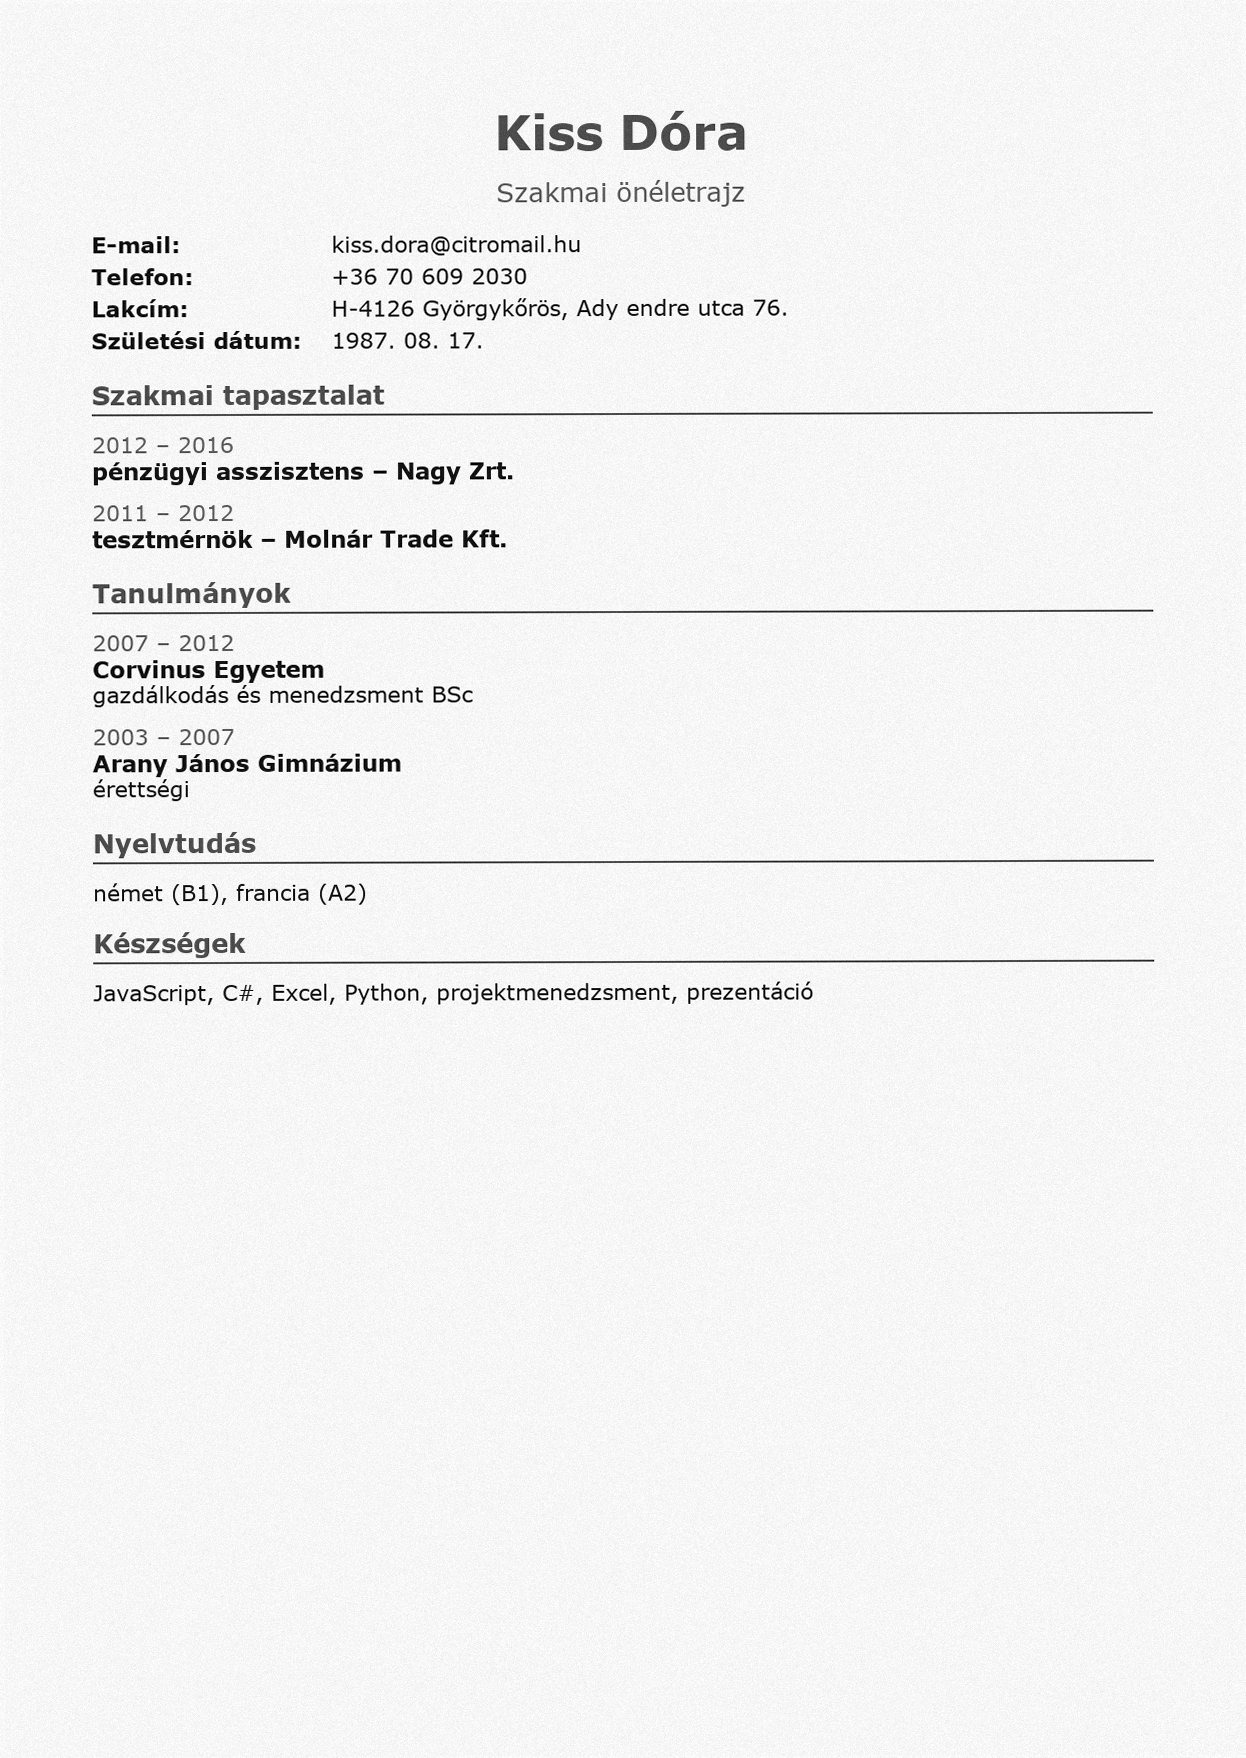 Kiss Dóra
Szakmai önéletrajz
E-mail: kiss.dora@citromail.hu
Telefon: +36 70 609 2030
Lakcím: H-4126 Györgykőrös, Ady endre utca 76.
Születési dátum: 1987. 08. 17.
Szakmai tapasztalat
2012 – 2016
pénzügyi asszisztens – Nagy Zrt.
2011 – 2012
tesztmérnök – Molnár Trade Kft.
Tanulmányok
2007 – 2012
Corvinus Egyetem
gazdálkodás és menedzsment BSc
2003 – 2007
Arany János Gimnázium
érettségi
Nyelvtudás
német (B1), francia (A2)
Készségek
JavaScript, C#, Excel, Python, projektmenedzsment, prezentáció